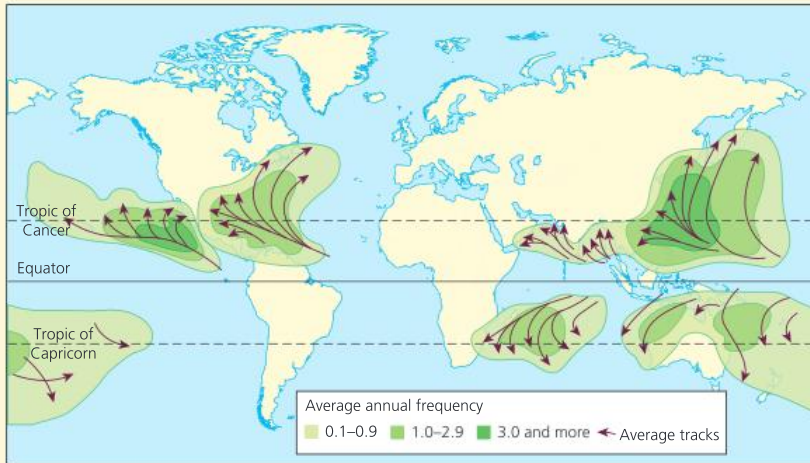 Tropic of
Cancer
Equator
Tropic of
Capricorn
Average annual frequency
0.1–0.9 1.0–2.9 3.0 and more Average tracks